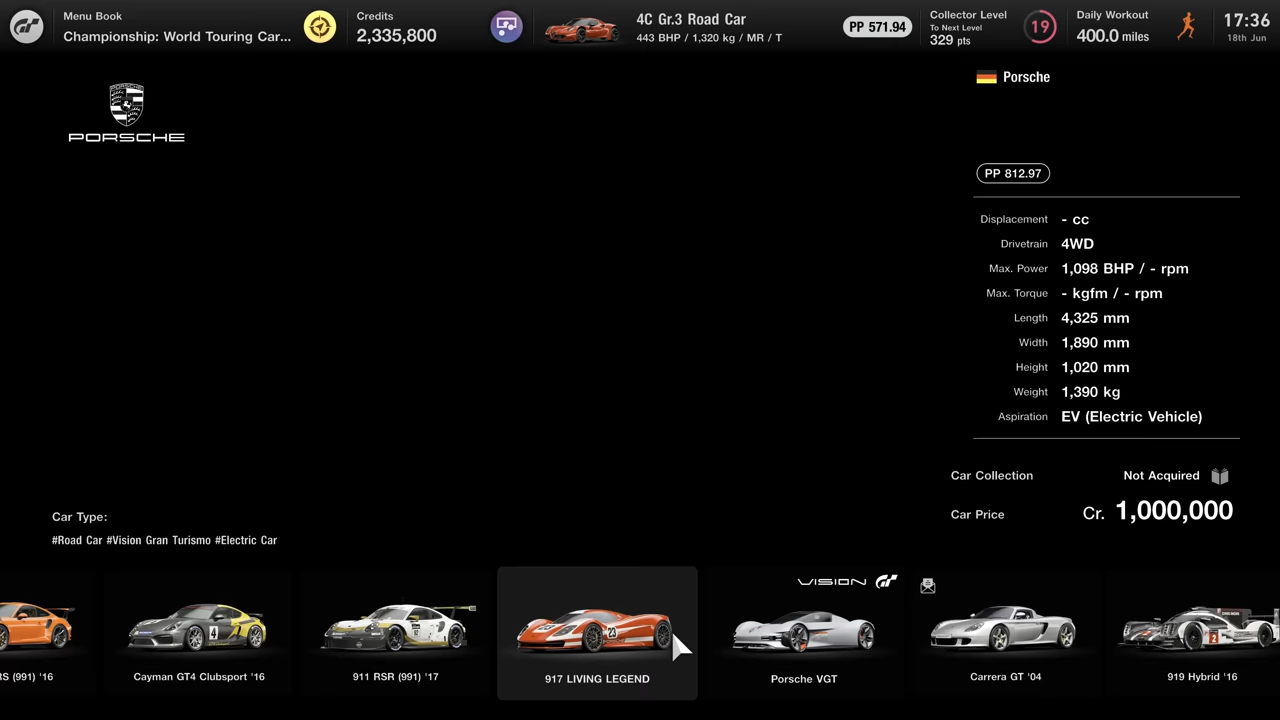 Menu Book
Championship: World Touring Car...
Credits
2,335,800
4C Gr.3 Road Car
443 BHP / 1,320 kg / MR / T
PP 571.94
Collector Level
To Next Level
329 pts
19
Daily Workout
400.0 miles
17:36
18th Jun
PORSCHE
PORSCHE
Porsche
PP 812.97
Displacement - cc
Drivetrain 4WD
Max. Power 1,098 BHP / - rpm
Max. Torque - kgfm / - rpm
Length 4,325 mm
Width 1,890 mm
Height 1,020 mm
Weight 1,390 kg
Aspiration EV (Electric Vehicle)
Car Collection Not Acquired
Car Price Cr. 1,000,000
Car Type:
#Road Car #Vision Gran Turismo #Electric Car
VISION GT
4
23
2
RS (991) '16
Cayman GT4 Clubsport '16
911 RSR (991) '17
917 LIVING LEGEND
Porsche VGT
Carrera GT '04
919 Hybrid '16